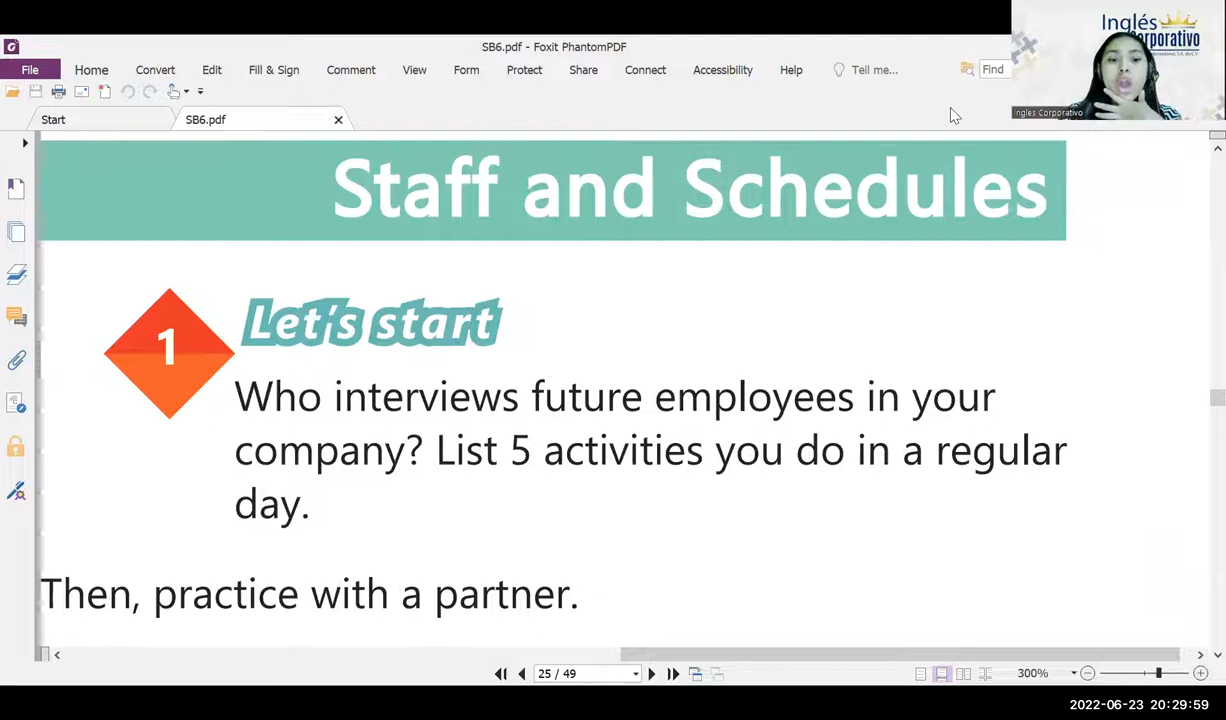 Inglés
Corporativo
SB6.pdf - Foxit PhantomPDF
File Home Convert Edit Fill & Sign Comment View Form Protect Share Connect Accessibility Help Tell me... Find
Ingles Corporativo
Start SB6.pdf
Staff and Schedules
1
Let's start
Who interviews future employees in your
company? List 5 activities you do in a regular
day.
Then, practice with a partner.
25 / 49 300%
2022-06-23 20:29:59